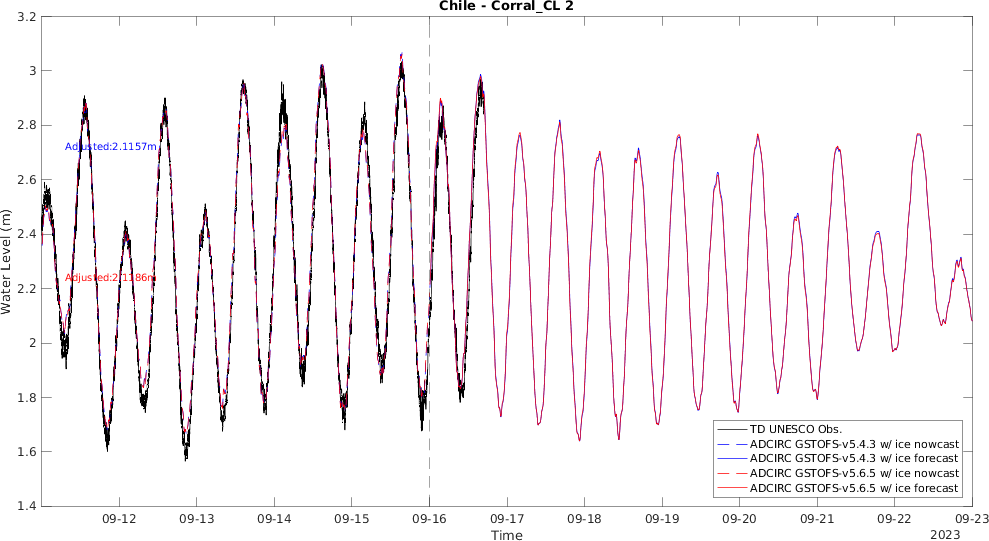 Chile - Corral_CL 2
3.2
3
2.8
2.6
2.4
2.2
2
1.8
1.6
1.4
Water Level (m)
Adjusted:2.1157m
Adjusted:2.1186m
TD UNESCO Obs.
ADCIRC GSTOFS-v5.4.3 w/ ice nowcast
ADCIRC GSTOFS-v5.4.3 w/ ice forecast
ADCIRC GSTOFS-v5.6.5 w/ ice nowcast
ADCIRC GSTOFS-v5.6.5 w/ ice forecast
09-12 09-13 09-14 09-15 09-16 09-17 09-18 09-19 09-20 09-21 09-22 09-23
Time
2023